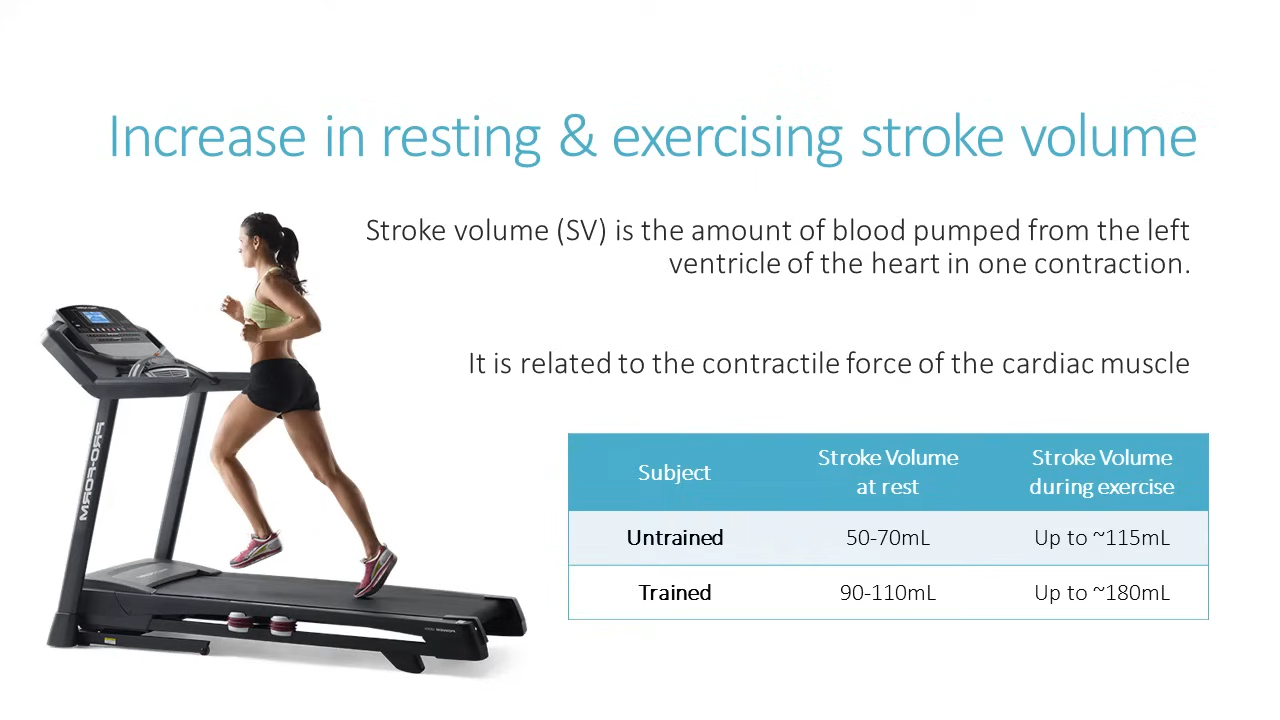 Increase in resting & exercising stroke volume
Stroke volume (SV) is the amount of blood pumped from the left
ventricle of the heart in one contraction.
It is related to the contractile force of the cardiac muscle
Subject
Stroke Volume
at rest
Stroke Volume
during exercise
Untrained
50-70mL
Up to ~115mL
Trained
90-110mL
Up to ~180mL
PRO-FORM